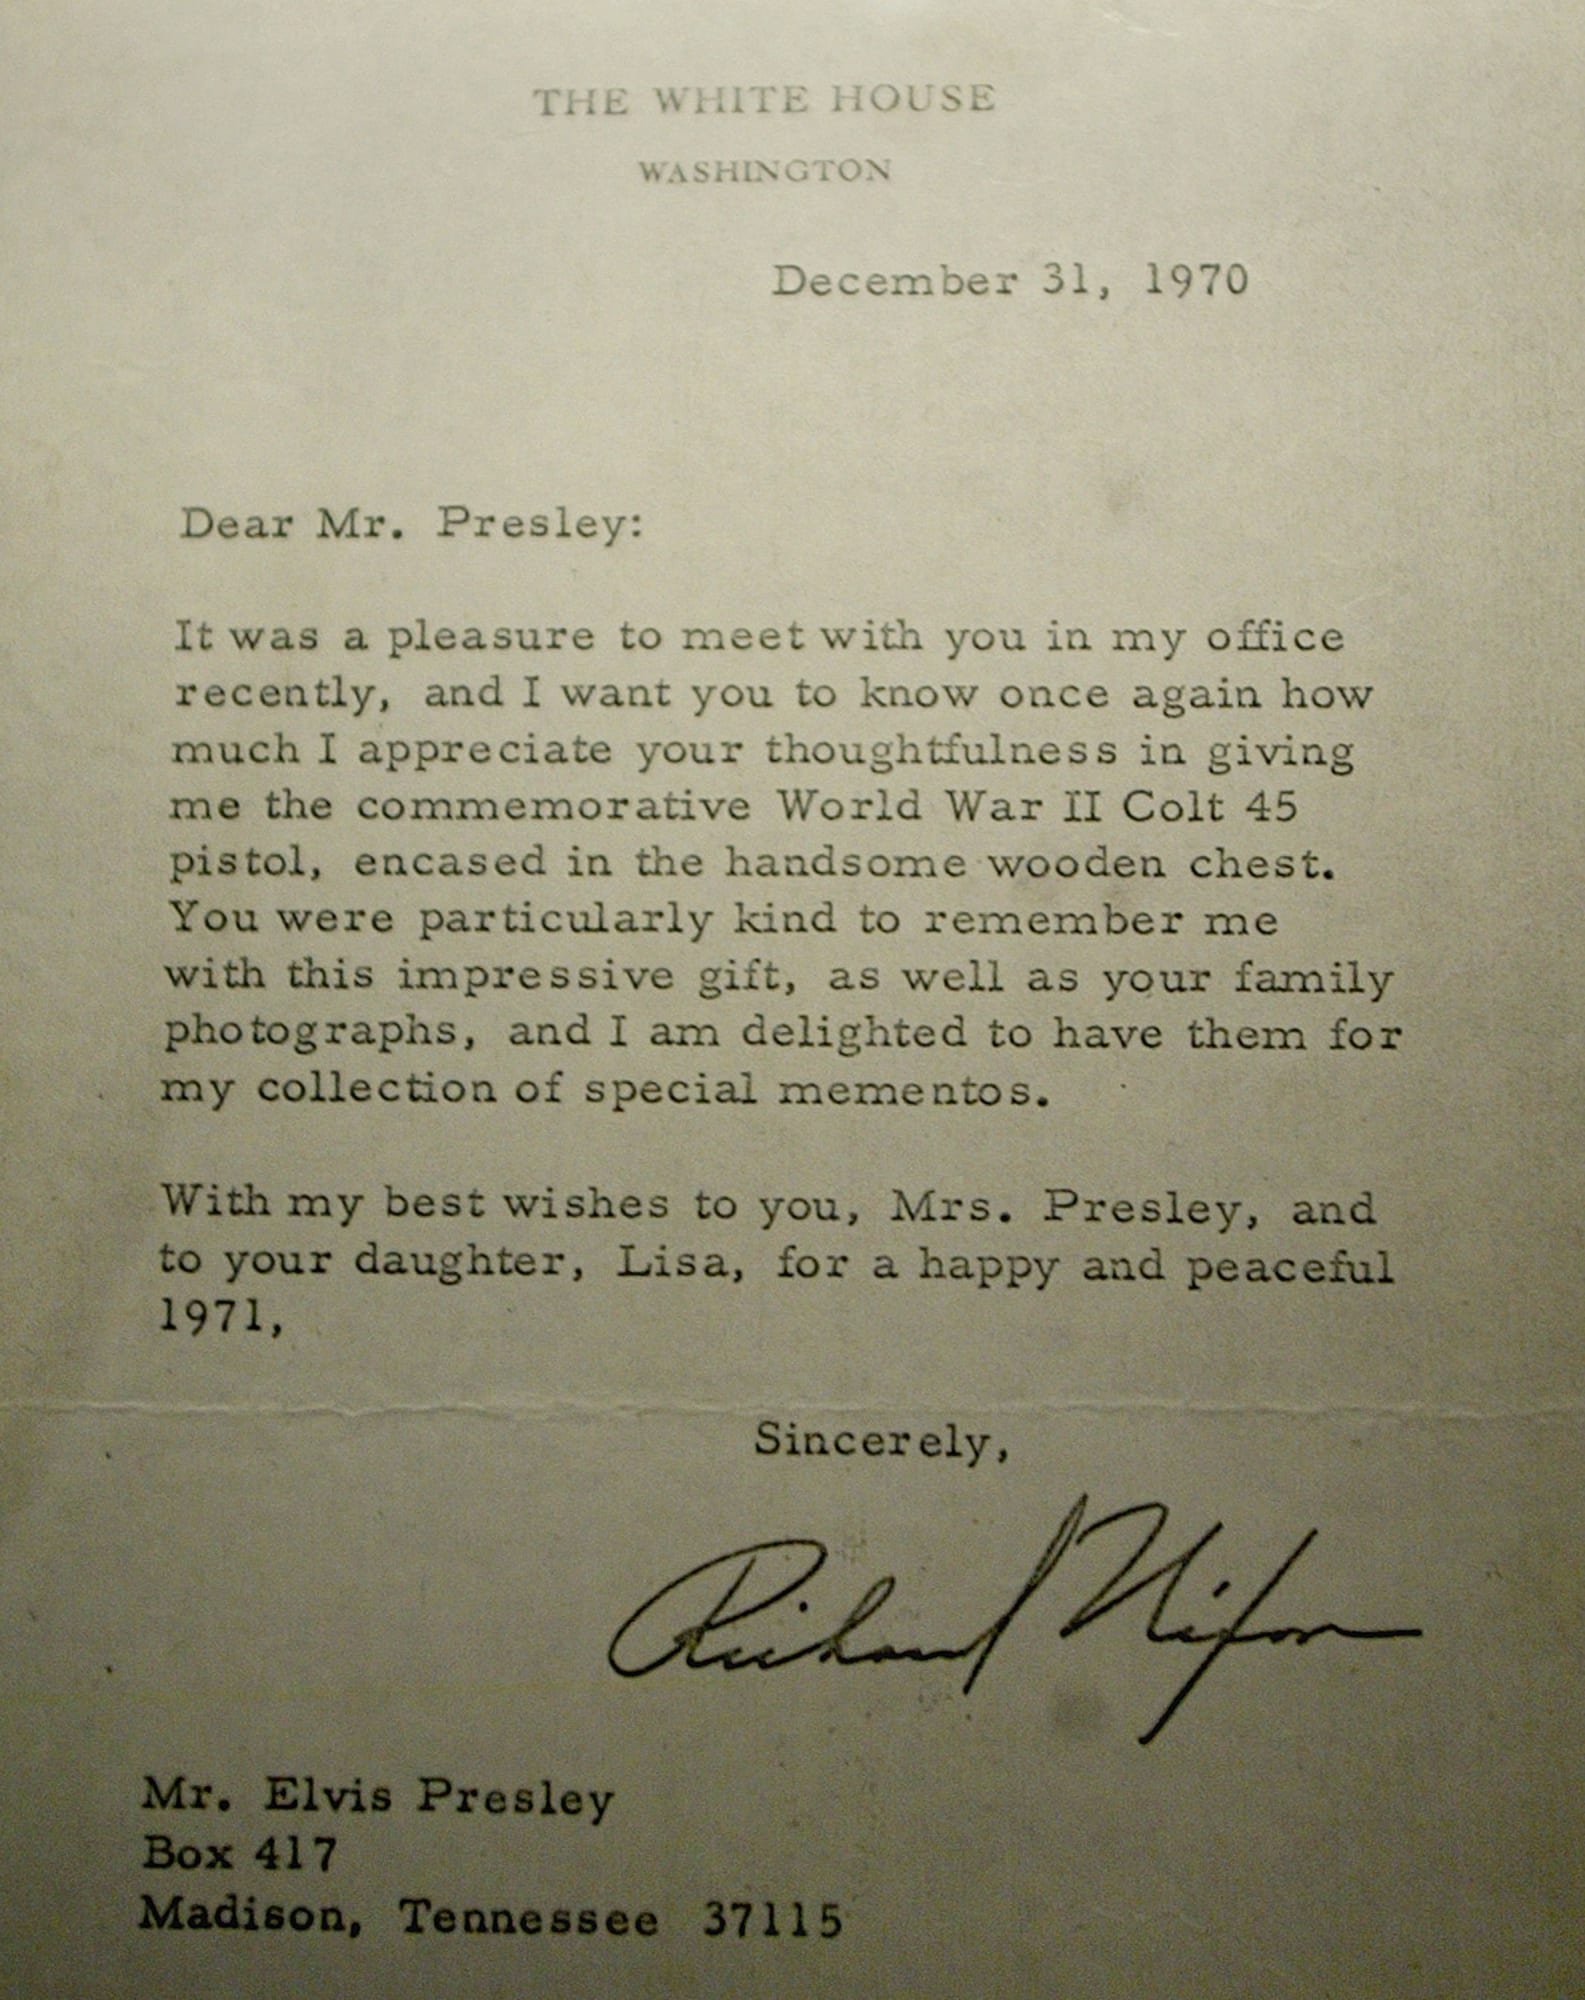 THE WHITE HOUSE
WASHINGTON
December 31, 1970
Dear Mr. Presley:
It was a pleasure to meet with you in my office
recently, and I want you to know once again how
much I appreciate your thoughtfulness in giving
me the commemorative World War II Colt 45
pistol, encased in the handsome wooden chest.
You were particularly kind to remember me
with this impressive gift, as well as your family
photographs, and I am delighted to have them for
my collection of special mementos.
With my best wishes to you, Mrs. Presley, and
to your daughter, Lisa, for a happy and peaceful
1971,
Sincerely,
Richard Nixon
Mr. Elvis Presley
Box 417
Madison, Tennessee 37115